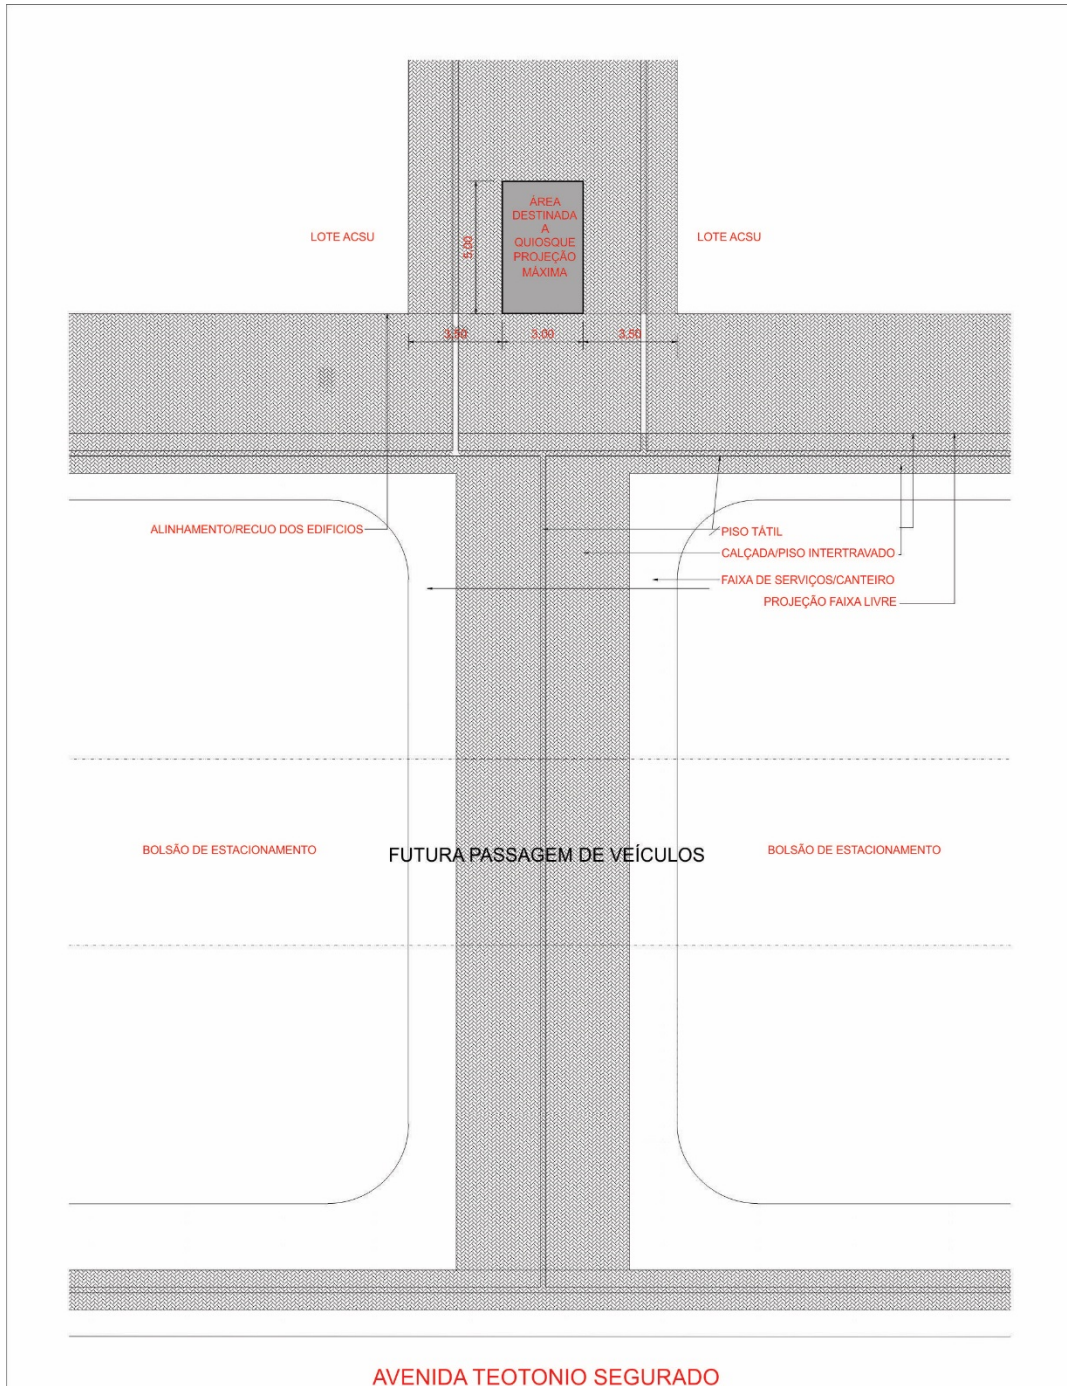 ÁREA
DESTINADA
A
QUIOSQUE
PROJEÇÃO
MÁXIMA
LOTE ACSU
LOTE ACSU
5,00
3,50
3,00
3,50
ALINHAMENTO/RECUO DOS EDIFICIOS
PISO TÁTIL
CALÇADA/PISO INTERTRAVADO
FAIXA DE SERVIÇOS/CANTEIRO
PROJEÇÃO FAIXA LIVRE
BOLSÃO DE ESTACIONAMENTO
FUTURA PASSAGEM DE VEÍCULOS
BOLSÃO DE ESTACIONAMENTO
AVENIDA TEOTONIO SEGURADO